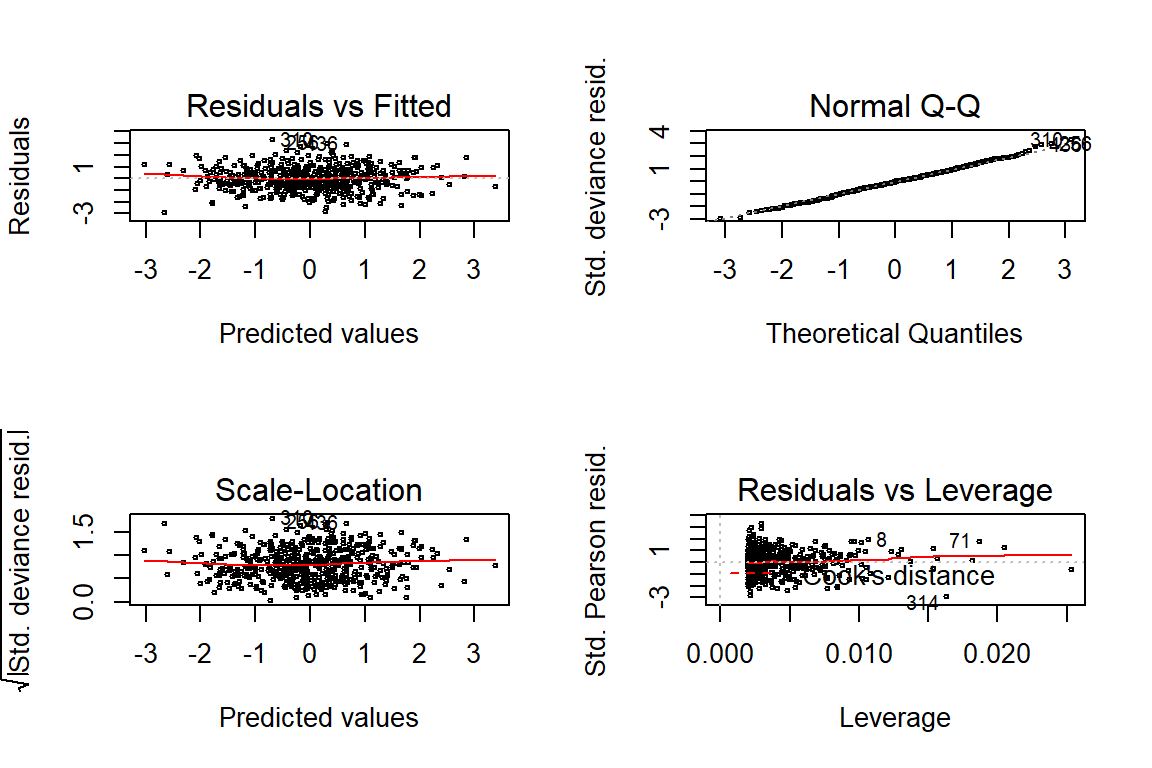 Residuals vs Fitted
Residuals
1
-3
310
436
-3 -2 -1 0 1 2 3
Predicted values
Normal Q-Q
Std. deviance resid.
4
1
-3
310
-3 -2 -1 0 1 2 3
Theoretical Quantiles
Scale-Location
√|Std. deviance resid.|
1.5
0.0
310
436
-3 -2 -1 0 1 2 3
Predicted values
Residuals vs Leverage
Std. Pearson resid.
1
-3
8
71
Cook's distance
314
0.000 0.010 0.020
Leverage